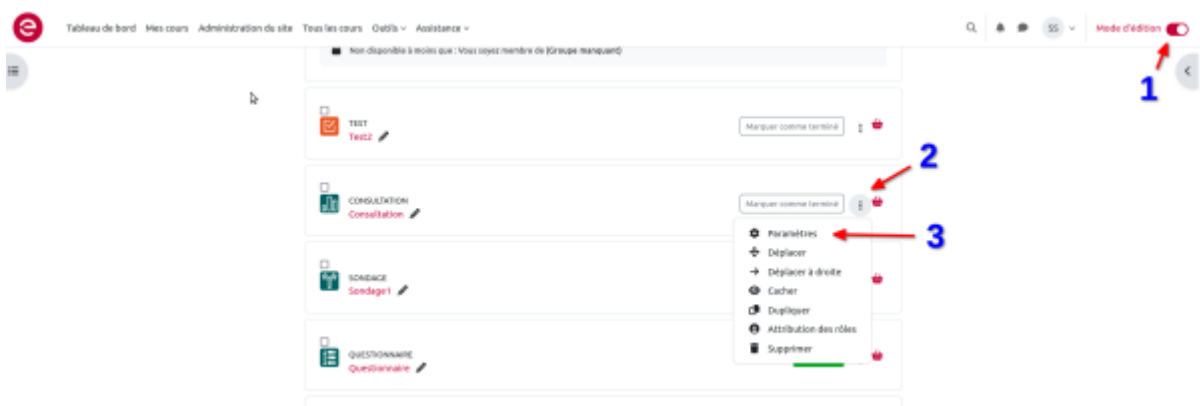 e Tableau de bord Mes cours Administration du site Tous les cours Outils Assistance SS Mode d'édition
1
Non disponible à moins que : Vous soyez membre de (Groupe manquant)
TEST
Test2 Marquer comme terminé
2
CONSULTATION
Consultation Marquer comme terminé
3
Paramètres
Déplacer
Déplacer à droite
Cacher
Dupliquer
Attribution des rôles
Supprimer
SONDAGE
Sondage1
QUESTIONNAIRE
Questionnaire